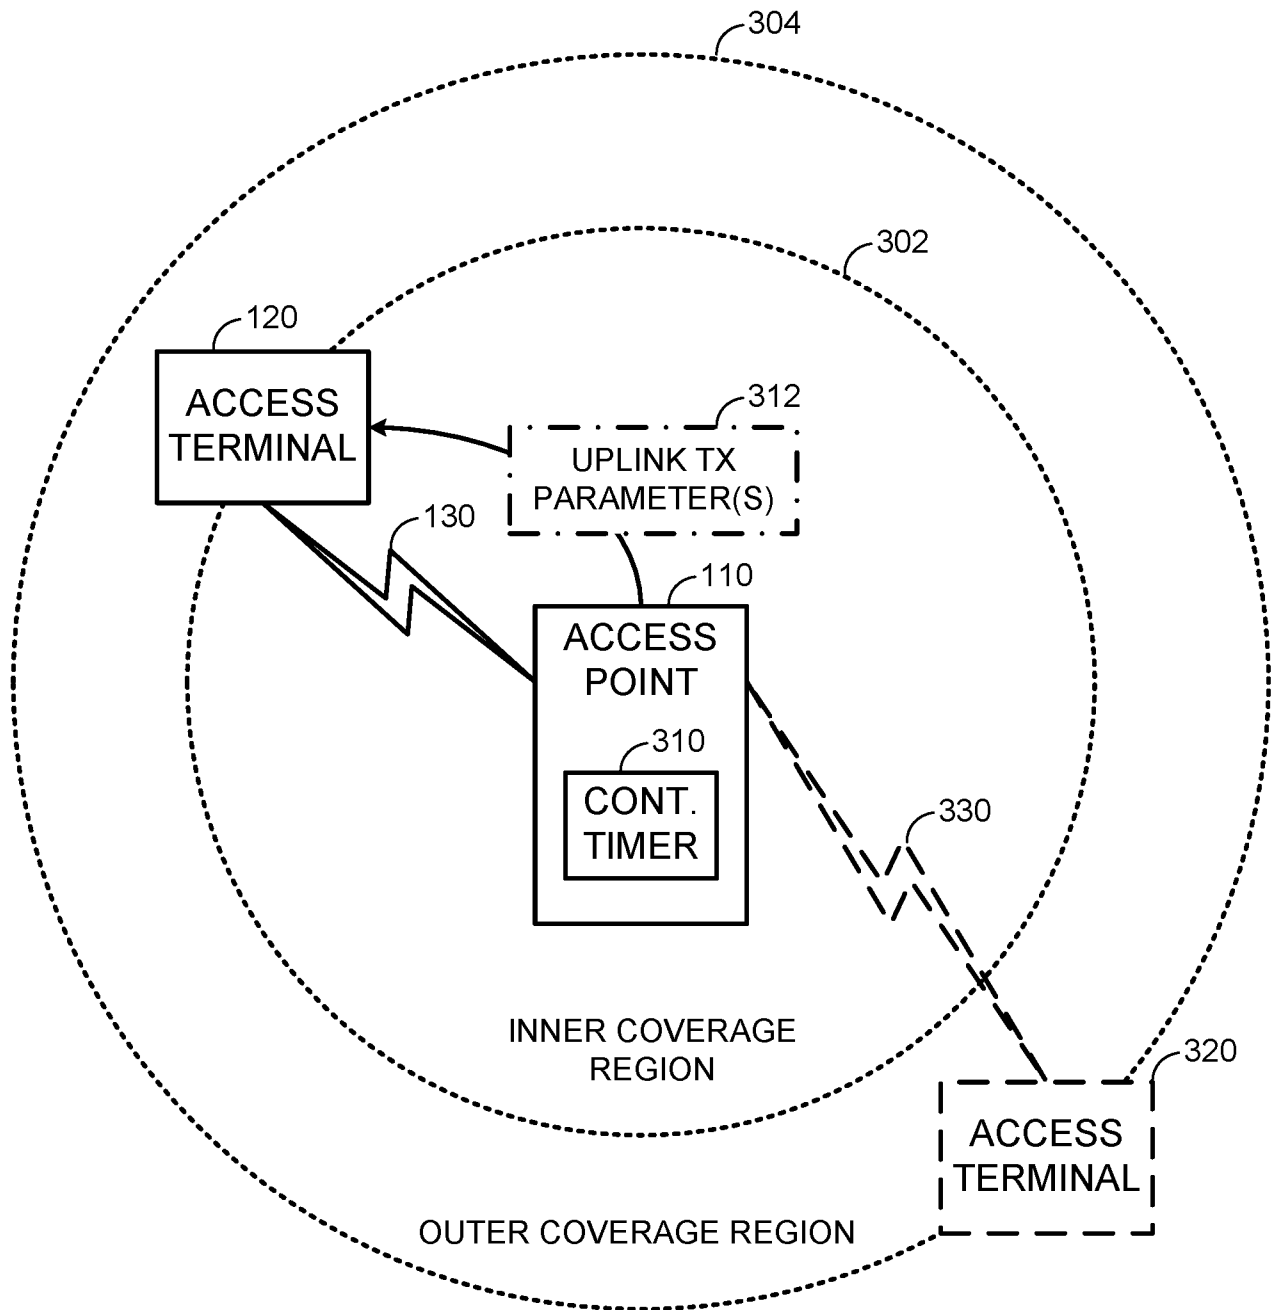 304
302
120
ACCESS
TERMINAL
312
UPLINK TX
PARAMETER(S)
130
110
ACCESS
POINT
310
CONT.
TIMER
330
INNER COVERAGE
REGION
320
ACCESS
TERMINAL
OUTER COVERAGE REGION